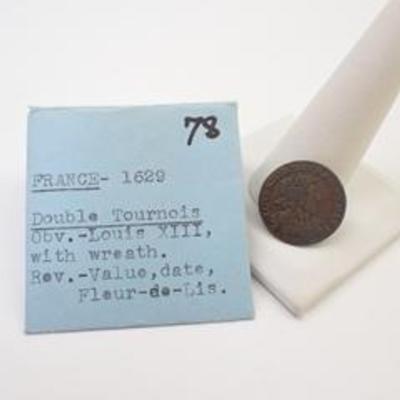 78
FRANCE- 1629
Double Tournois
Obv.-Louis XIII,
with wreath.
Rev.-Value,date,
Fleur-de-Lis.